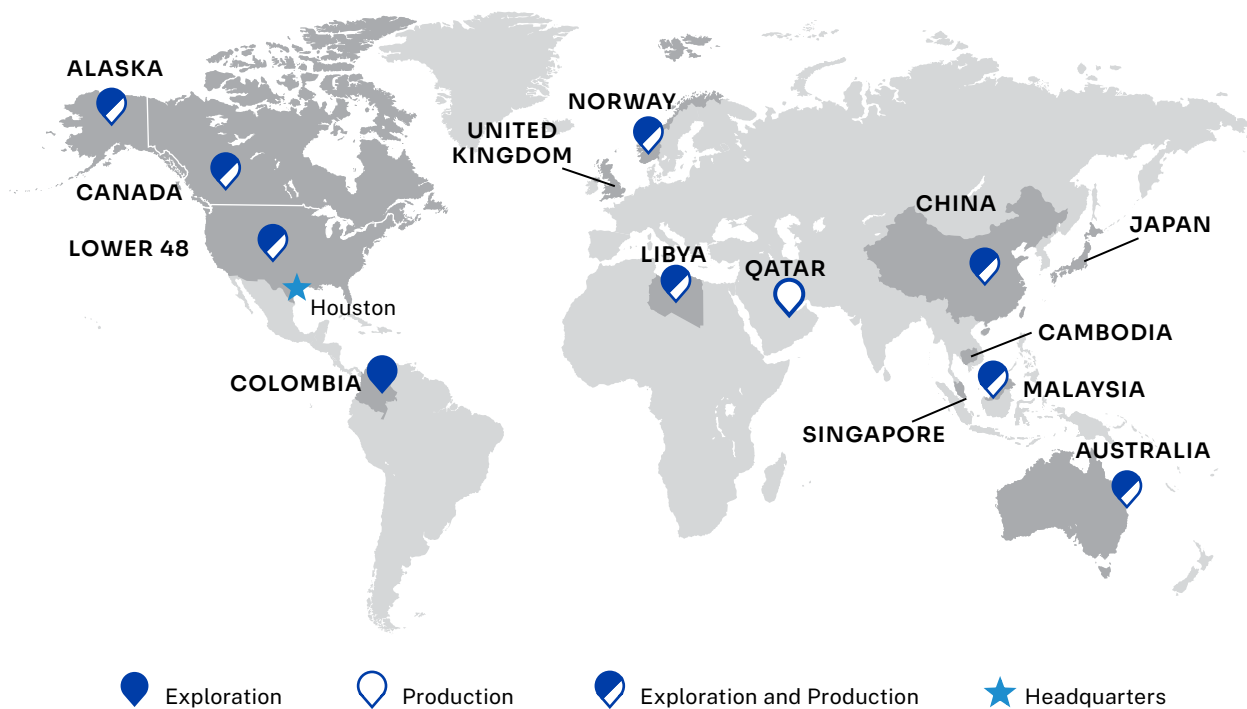 ALASKA
NORWAY
UNITED
KINGDOM
CANADA
CHINA
JAPAN
LOWER 48
LIBYA
QATAR
Houston
CAMBODIA
COLOMBIA
MALAYSIA
SINGAPORE
AUSTRALIA
Exploration
Production
Exploration and Production
Headquarters